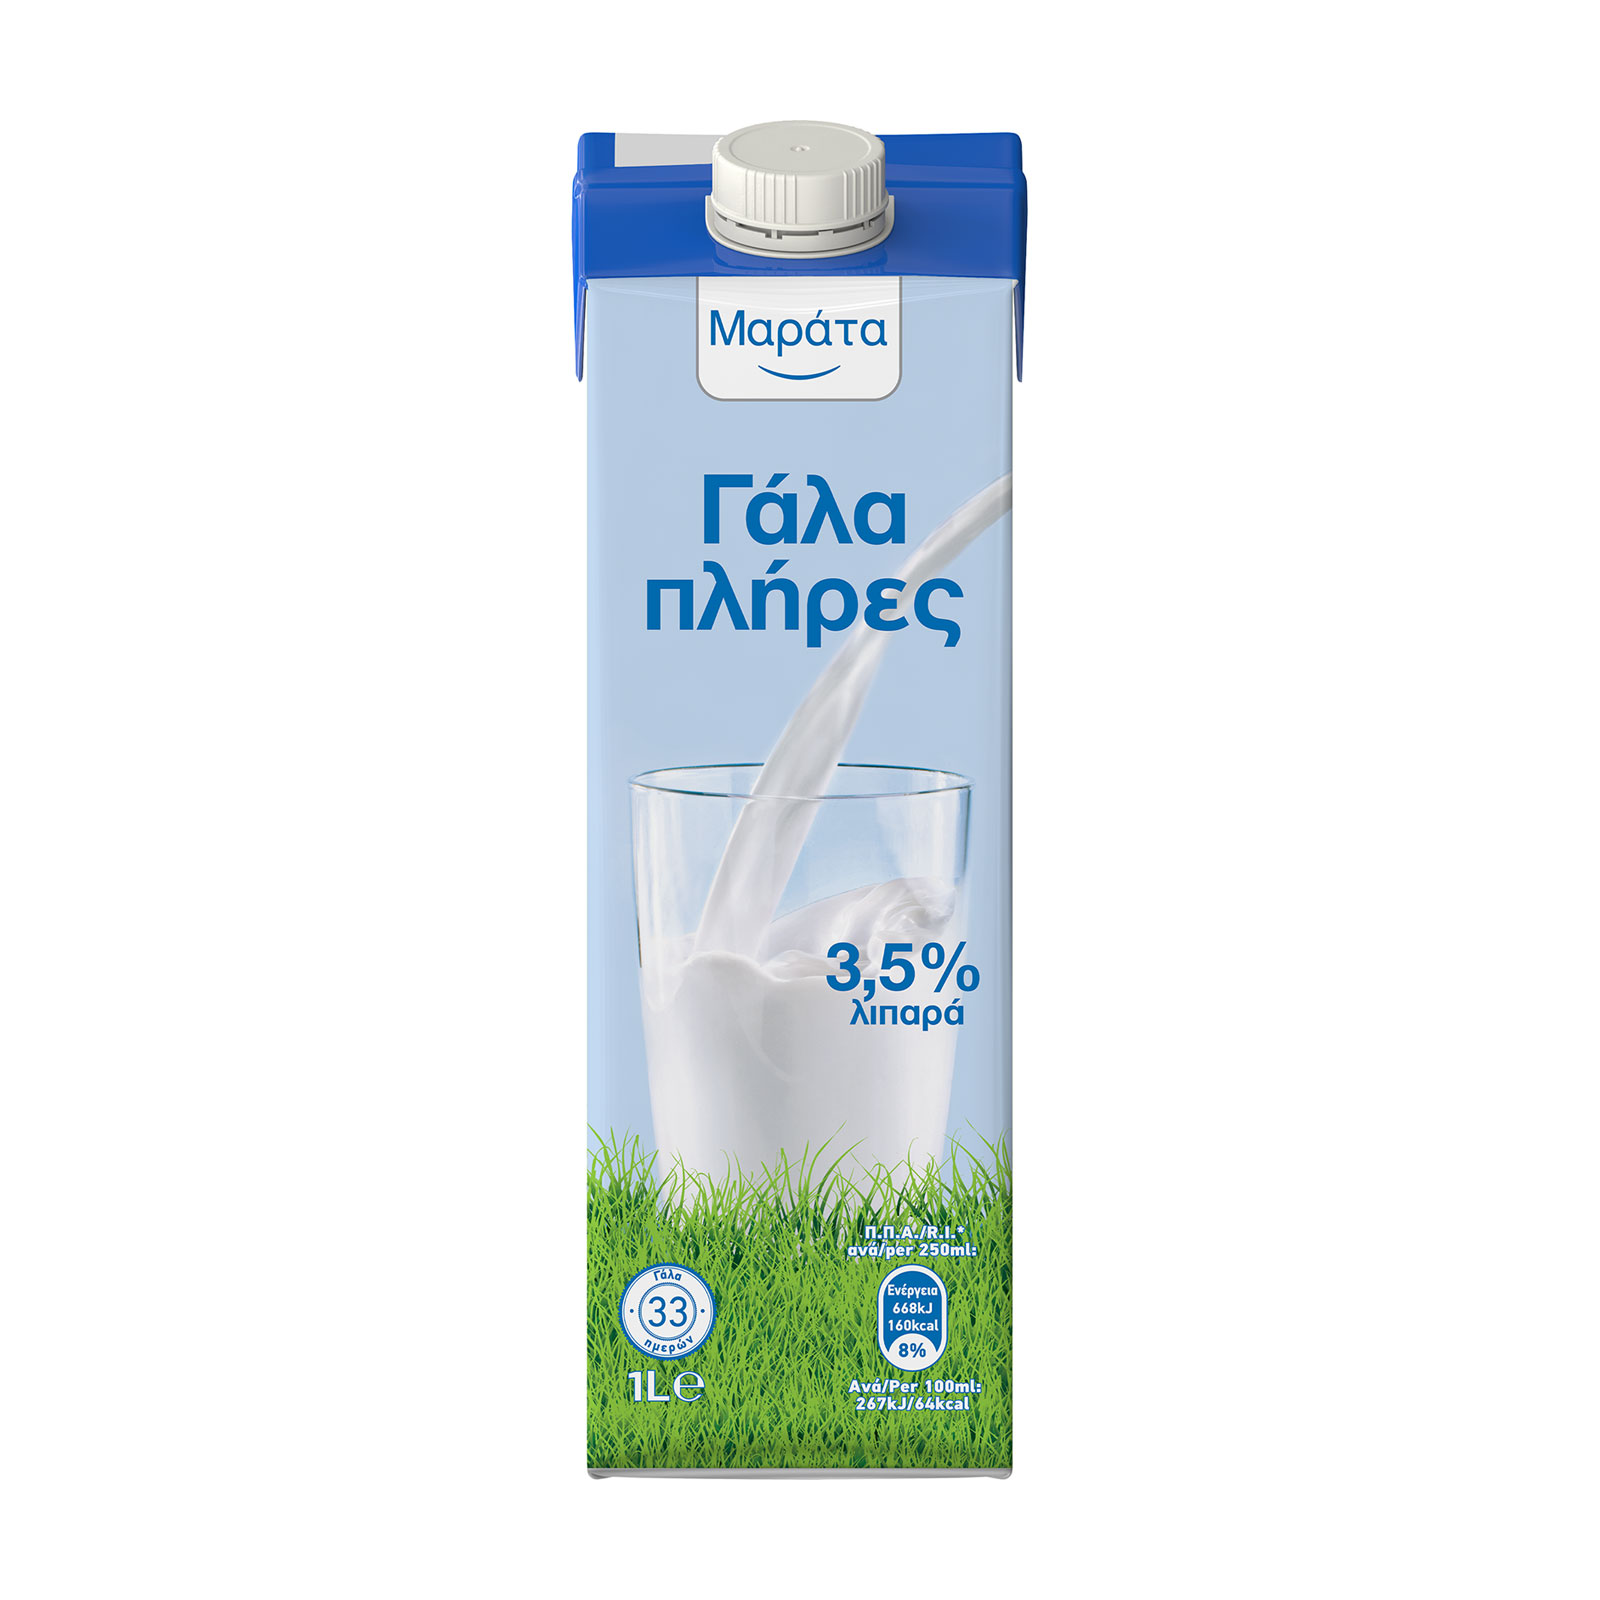 Μαράτα
Γάλα
πλήρες
3,5%
λιπαρά
Π.Π.Α./R.I.*
ανά/per 250ml:
Ενέργεια
668kJ
160kcal
8%
Γάλα
33
ημερών
1L℮
Ανά/Per 100ml:
267kJ/64kcal